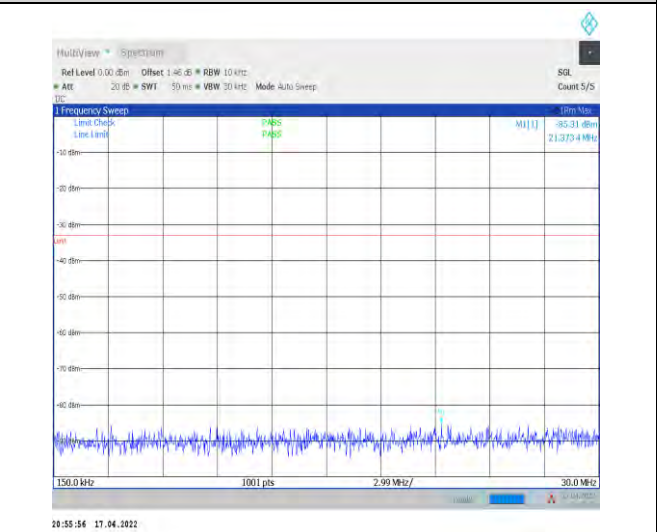 MultiView Spectrum
Ref Level 0.00 dBm Offset 1.46 dB RBW 10 kHz SGL
Att 20 dB SWT 50 ms VBW 30 kHz Mode Auto Sweep Count 5/5
DC
1 Frequency Sweep 1Rm Max
Limit Check PASS M1[1] -85.31 dBm
Line Limit PASS 21.3734 MHz
-10 dBm
-20 dBm
-30 dBm
-40 dBm
-50 dBm
-60 dBm
-70 dBm
-80 dBm
150.0 kHz 1001 pts 2.99 MHz/ 30.0 MHz
20:55:56 17.04.2022